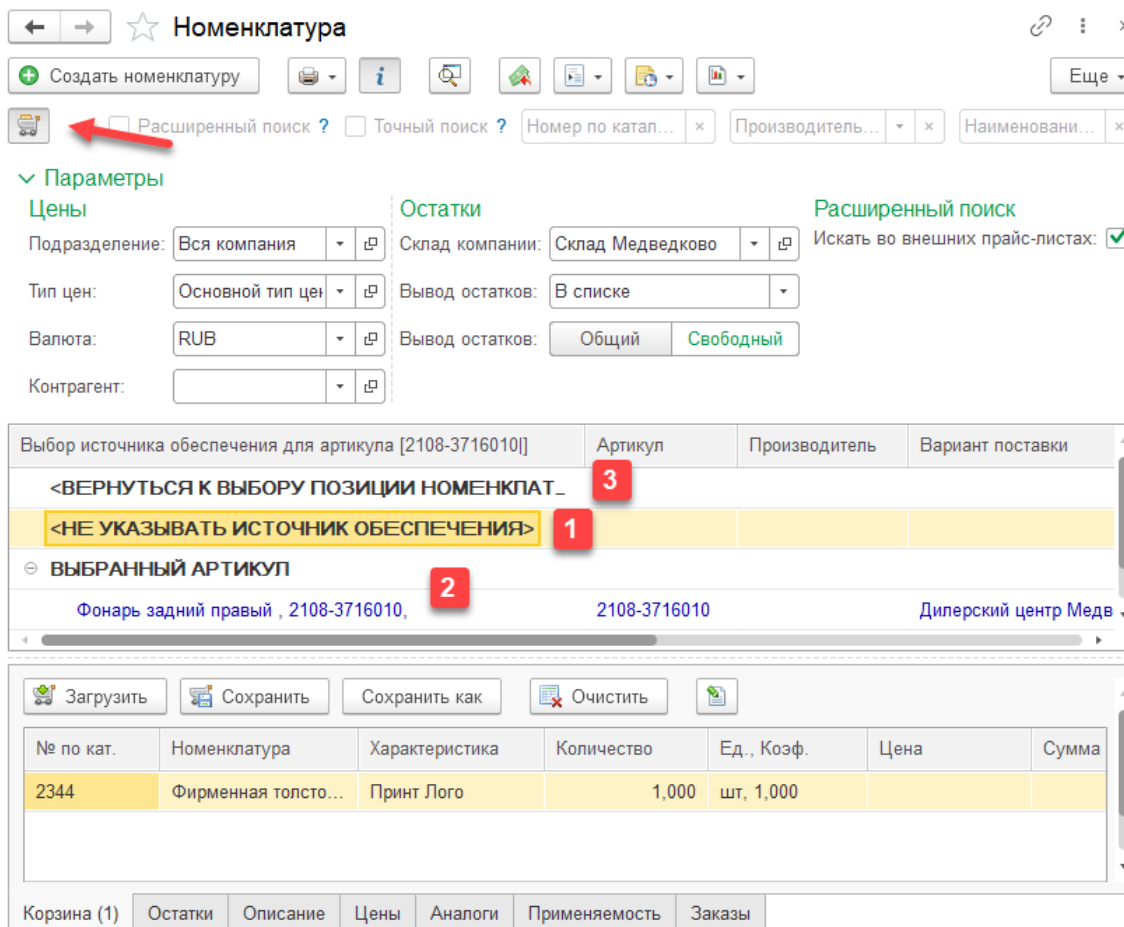 Номенклатура
Создать номенклатуру Еще
Расширенный поиск ? Точный поиск ? Номер по катал... × Производитель... × Наименовани... ×
Параметры
Цены Остатки Расширенный поиск
Подразделение: Вся компания Склад компании: Склад Медведково Искать во внешних прайс-листах:
Тип цен: Основной тип цен Вывод остатков: В списке
Валюта: RUB Вывод остатков: Общий Свободный
Контрагент:
Выбор источника обеспечения для артикула [2108-3716010|] Артикул Производитель Вариант поставки
<ВЕРНУТЬСЯ К ВЫБОРУ ПОЗИЦИИ НОМЕНКЛАТ_ 3
<НЕ УКАЗЫВАТЬ ИСТОЧНИК ОБЕСПЕЧЕНИЯ> 1
ВЫБРАННЫЙ АРТИКУЛ 2
Фонарь задний правый , 2108-3716010, 2108-3716010 Дилерский центр Медв
Загрузить Сохранить Сохранить как Очистить
№ по кат. Номенклатура Характеристика Количество Ед., Коэф. Цена Сумма
2344 Фирменная толсто... Принт Лого 1,000 шт, 1,000
Корзина (1) Остатки Описание Цены Аналоги Применяемость Заказы